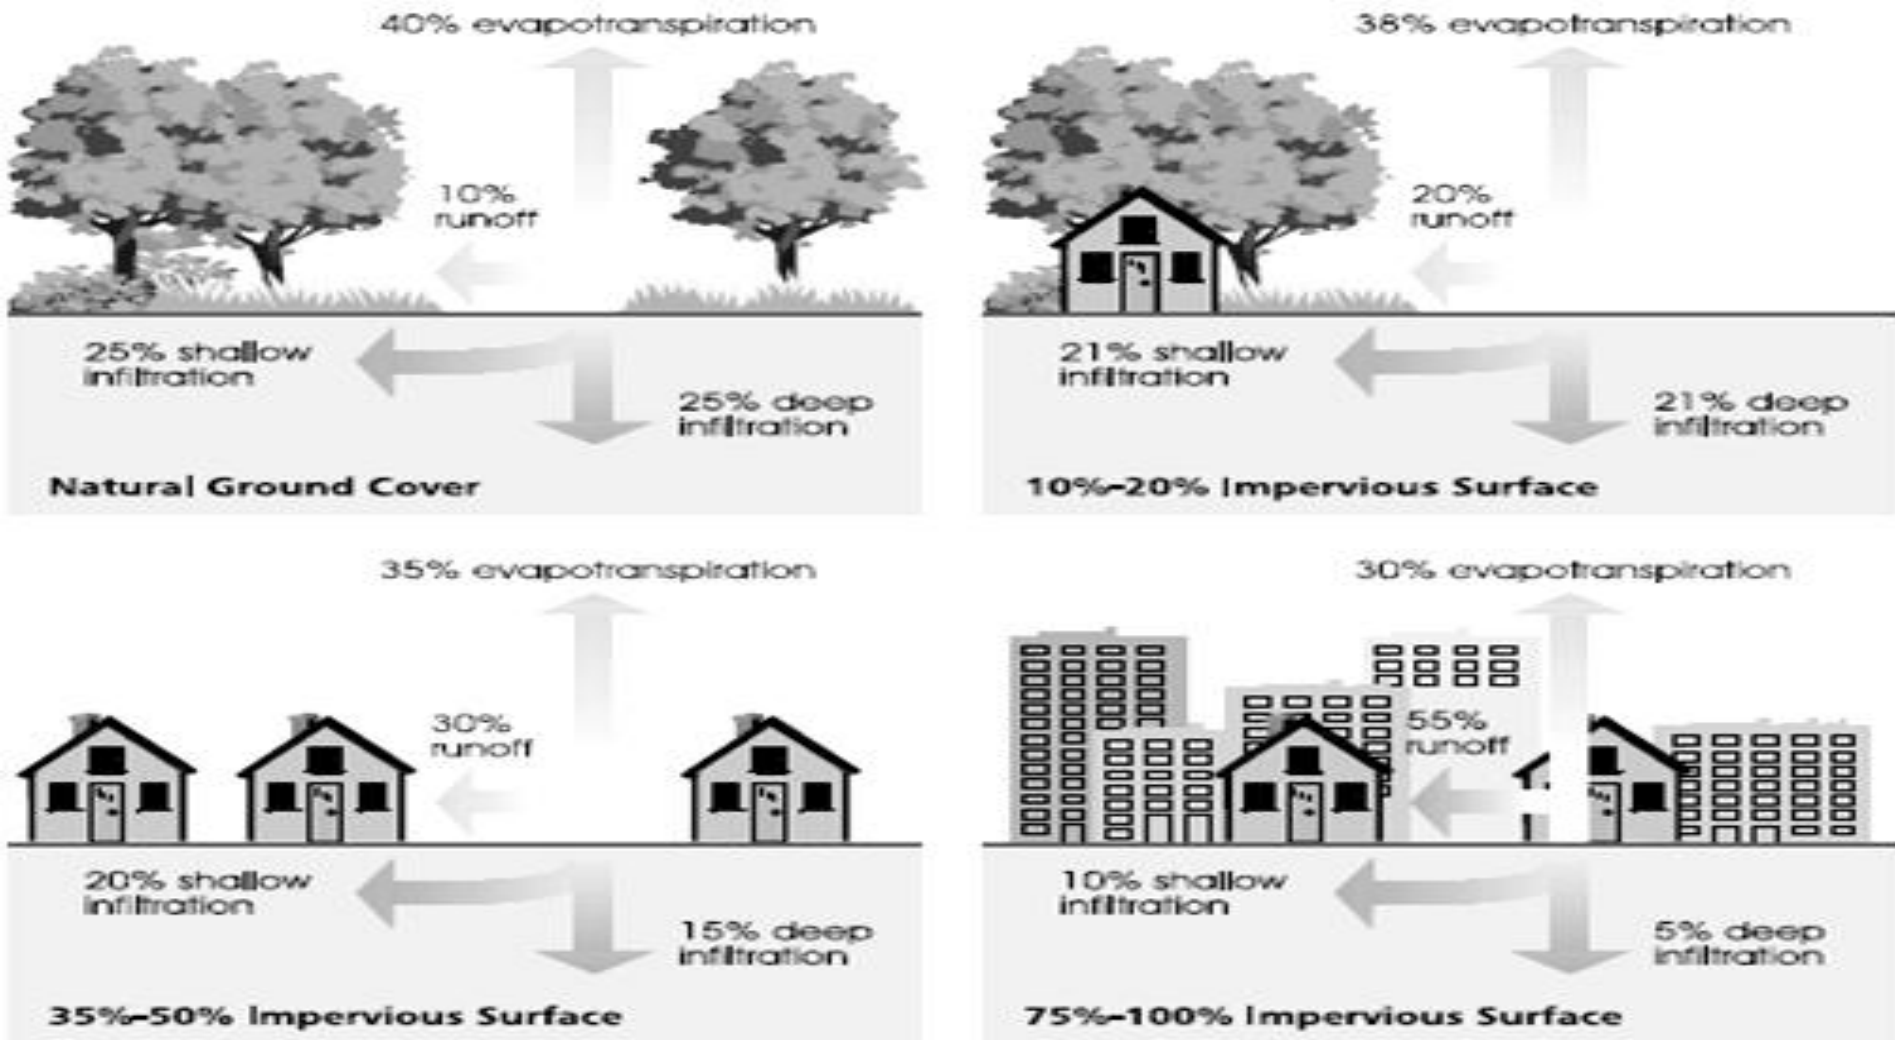 40% evapotranspiration
10%
runoff
25% shallow
infiltration
25% deep
infiltration
Natural Ground Cover
38% evapotranspiration
20%
runoff
21% shallow
infiltration
21% deep
infiltration
10%-20% Impervious Surface
35% evapotranspiration
30%
runoff
20% shallow
infiltration
15% deep
infiltration
35%-50% Impervious Surface
30% evapotranspiration
55%
runoff
10% shallow
infiltration
5% deep
infiltration
75%-100% Impervious Surface